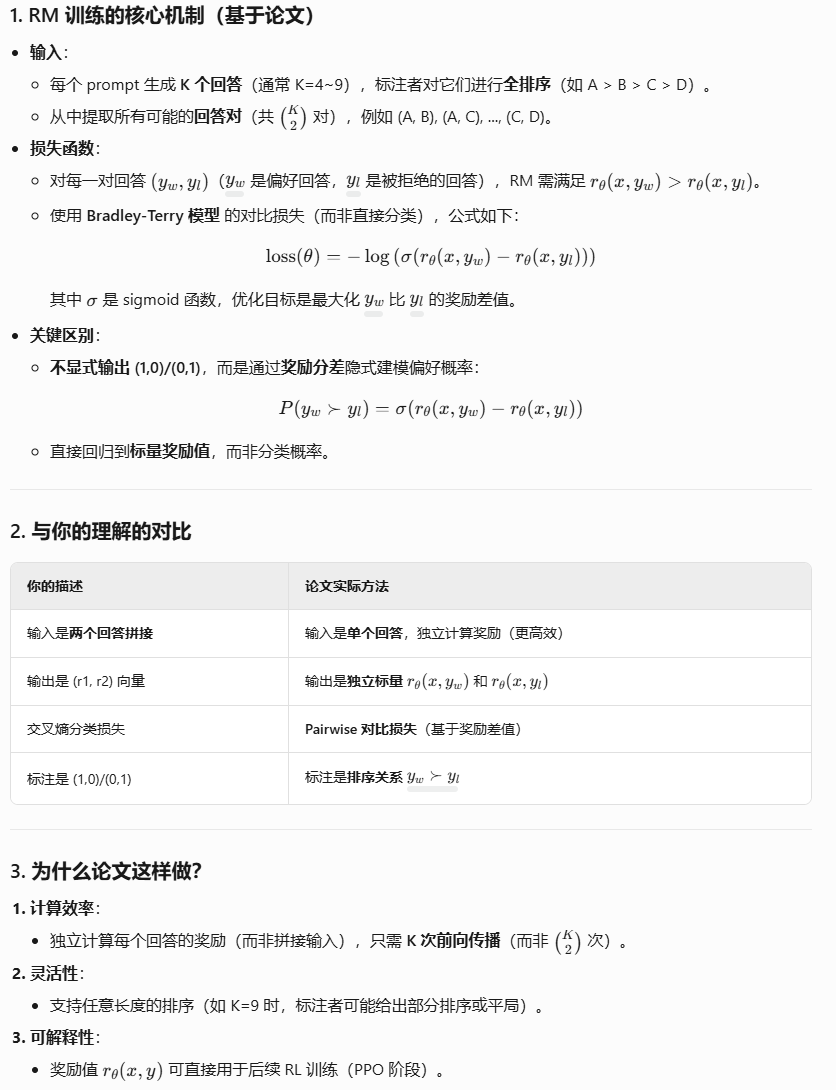 1. RM 训练的核心机制（基于论文）
• 输入：
○ 每个 prompt 生成 K 个回答（通常 K=4~9），标注者对它们进行全排序（如 A > B > C > D）。
○ 从中提取所有可能的回答对（共 $\binom{K}{2}$ 对），例如 (A, B), (A, C), ..., (C, D)。
• 损失函数：
○ 对每一对回答 $(y_w, y_l)$（$y_w$ 是偏好回答，$y_l$ 是被拒绝的回答），RM 需满足 $r_\theta(x, y_w) > r_\theta(x, y_l)$。
○ 使用 Bradley-Terry 模型 的对比损失（而非直接分类），公式如下：
$\text{loss}(\theta) = -\log\left(\sigma(r_\theta(x, y_w) - r_\theta(x, y_l))\right)$
其中 $\sigma$ 是 sigmoid 函数，优化目标是最大化 $y_w$ 比 $y_l$ 的奖励差值。
• 关键区别：
○ 不显式输出 (1,0)/(0,1)，而是通过奖励分差隐式建模偏好概率：
$P(y_w \succ y_l) = \sigma(r_\theta(x, y_w) - r_\theta(x, y_l))$
○ 直接回归到标量奖励值，而非分类概率。
2. 与你的理解的对比
你的描述 论文实际方法
输入是两个回答拼接 输入是单个回答，独立计算奖励（更高效）
输出是 (r1, r2) 向量 输出是独立标量 $r_\theta(x, y_w)$ 和 $r_\theta(x, y_l)$
交叉熵分类损失 Pairwise 对比损失（基于奖励差值）
标注是 (1,0)/(0,1) 标注是排序关系 $y_w \succ y_l$
3. 为什么论文这样做？
1. 计算效率：
• 独立计算每个回答的奖励（而非拼接输入），只需 K 次前向传播（而非 $\binom{K}{2}$ 次）。
2. 灵活性：
• 支持任意长度的排序（如 K=9 时，标注者可能给出部分排序或平局）。
3. 可解释性：
• 奖励值 $r_\theta(x, y)$ 可直接用于后续 RL 训练（PPO 阶段）。